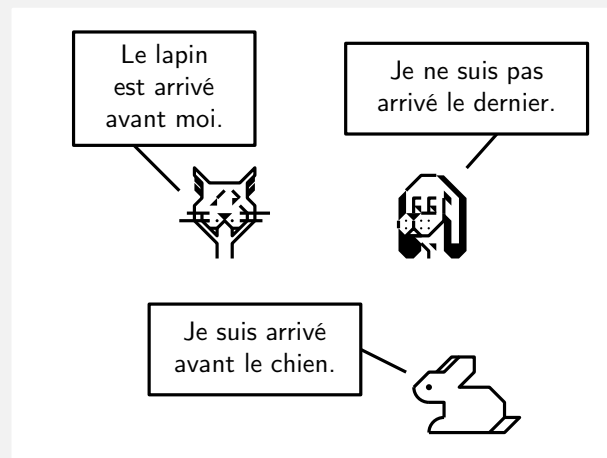 Le lapin
est arrivé
avant moi.
Je ne suis pas
arrivé le dernier.
Je suis arrivé
avant le chien.